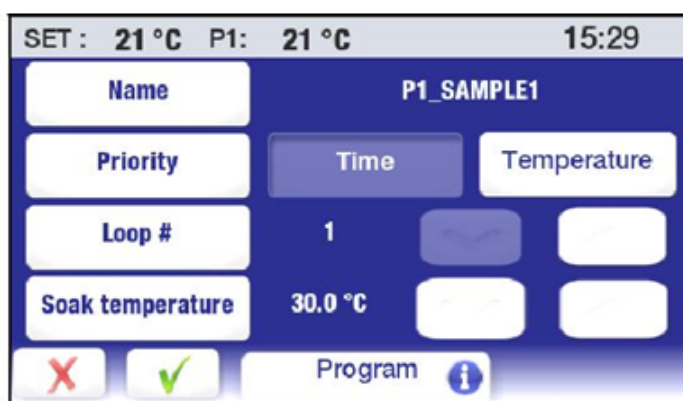 SET : 21 °C P1: 21 °C 15:29
Name P1_SAMPLE1
Priority Time Temperature
Loop # 1
Soak temperature 30.0 °C
Program i